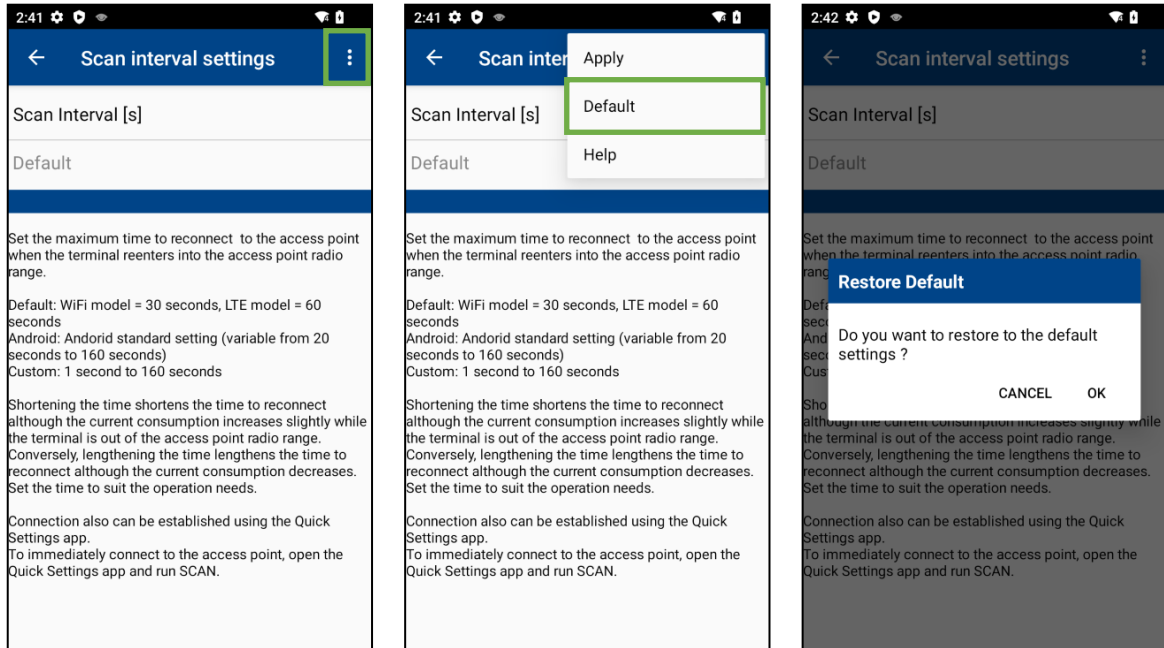 2:41
Scan interval settings
Scan Interval [s]
Default
Set the maximum time to reconnect  to the access point
when the terminal reenters into the access point radio
range.
Default: WiFi model = 30 seconds, LTE model = 60
seconds
Android: Andorid standard setting (variable from 20
seconds to 160 seconds)
Custom: 1 second to 160 seconds
Shortening the time shortens the time to reconnect
although the current consumption increases slightly while
the terminal is out of the access point radio range.
Conversely, lengthening the time lengthens the time to
reconnect although the current consumption decreases.
Set the time to suit the operation needs.
Connection also can be established using the Quick
Settings app.
To immediately connect to the access point, open the
Quick Settings app and run SCAN.
2:41
Scan inter
Apply
Default
Help
Scan Interval [s]
Default
Set the maximum time to reconnect  to the access point
when the terminal reenters into the access point radio
range.
Default: WiFi model = 30 seconds, LTE model = 60
seconds
Android: Andorid standard setting (variable from 20
seconds to 160 seconds)
Custom: 1 second to 160 seconds
Shortening the time shortens the time to reconnect
although the current consumption increases slightly while
the terminal is out of the access point radio range.
Conversely, lengthening the time lengthens the time to
reconnect although the current consumption decreases.
Set the time to suit the operation needs.
Connection also can be established using the Quick
Settings app.
To immediately connect to the access point, open the
Quick Settings app and run SCAN.
2:42
Scan interval settings
Scan Interval [s]
Default
Set the maximum time to reconnect  to the access point
when the terminal reenters into the access point radio
rang
Restore Default
Do you want to restore to the default
settings ?
CANCEL OK
Defa
seco
And
seco
Cus
Sho
although the current consumption increases slightly while
the terminal is out of the access point radio range.
Conversely, lengthening the time lengthens the time to
reconnect although the current consumption decreases.
Set the time to suit the operation needs.
Connection also can be established using the Quick
Settings app.
To immediately connect to the access point, open the
Quick Settings app and run SCAN.